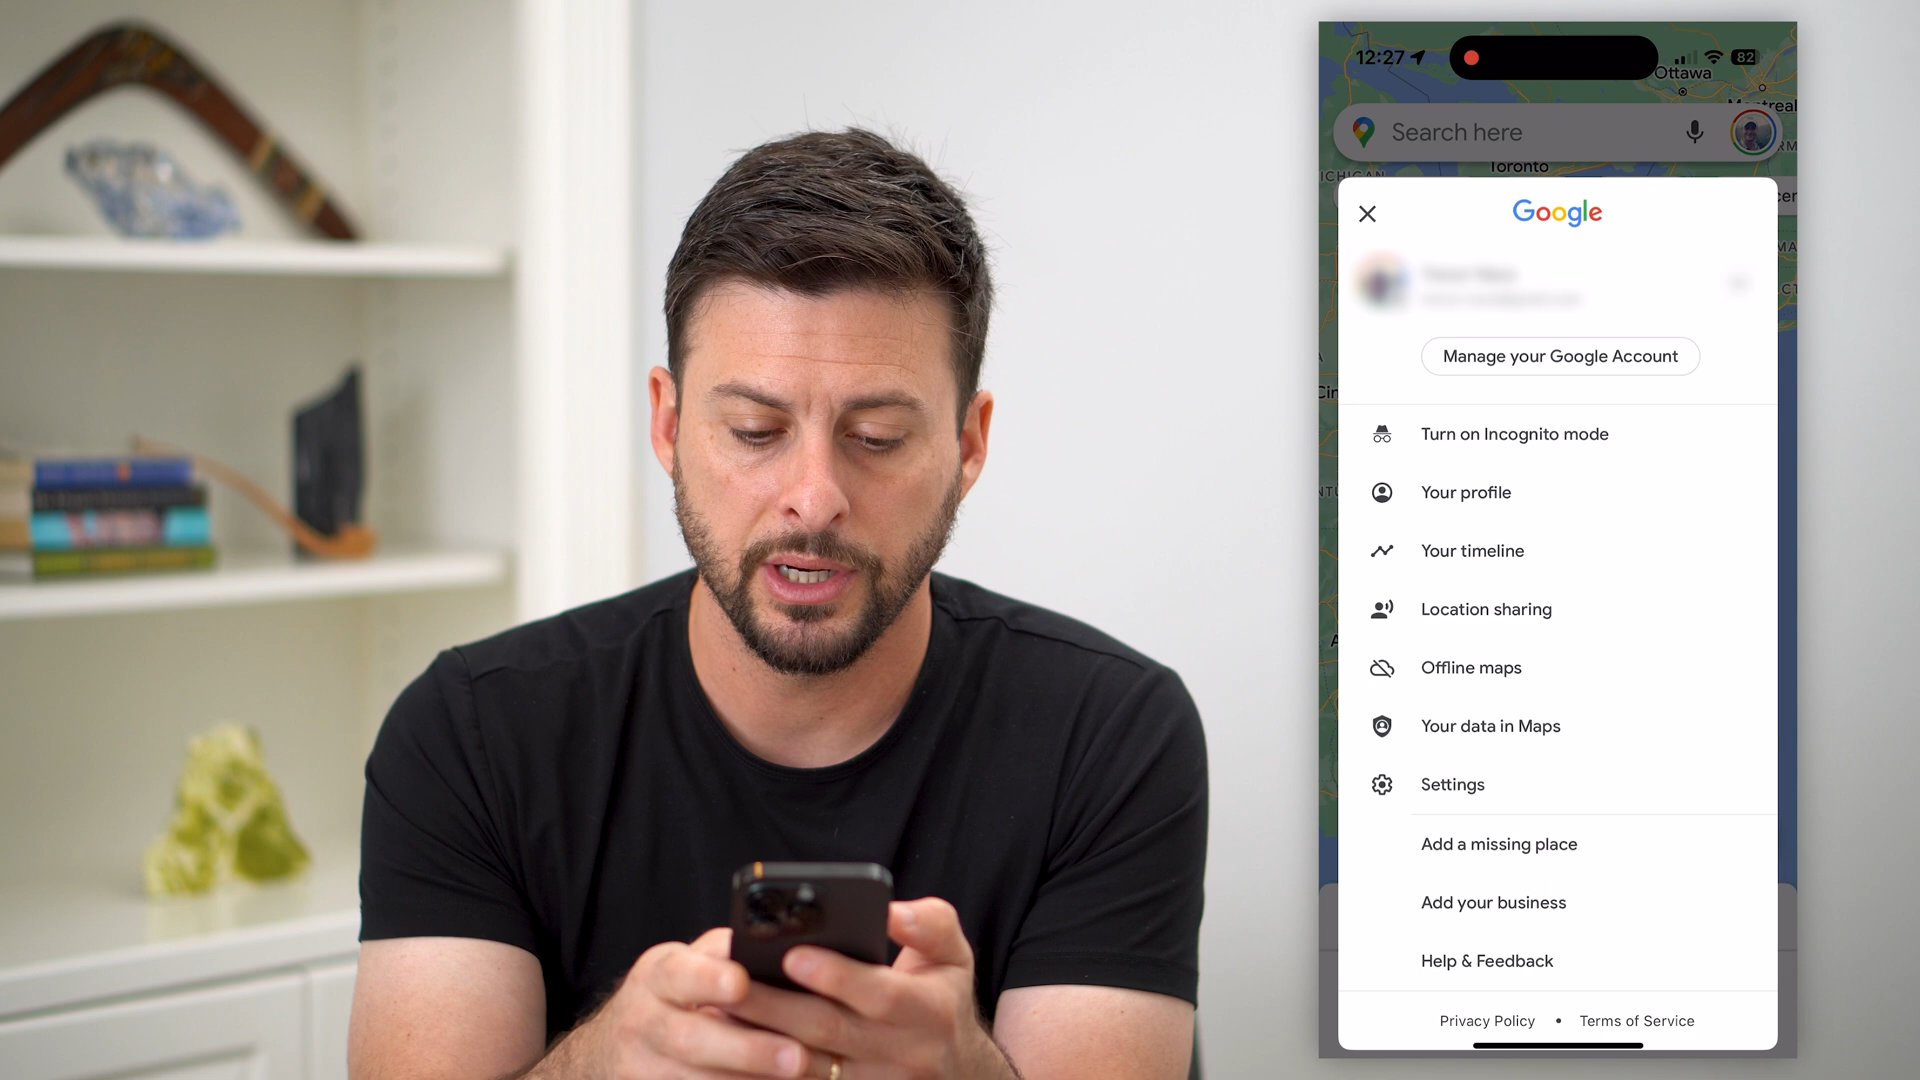 12:27
82
Ottawa
Montreal
Search here
Toronto
Google
Manage your Google Account
Turn on Incognito mode
Your profile
Your timeline
Location sharing
Offline maps
Your data in Maps
Settings
Add a missing place
Add your business
Help & Feedback
Privacy Policy • Terms of Service